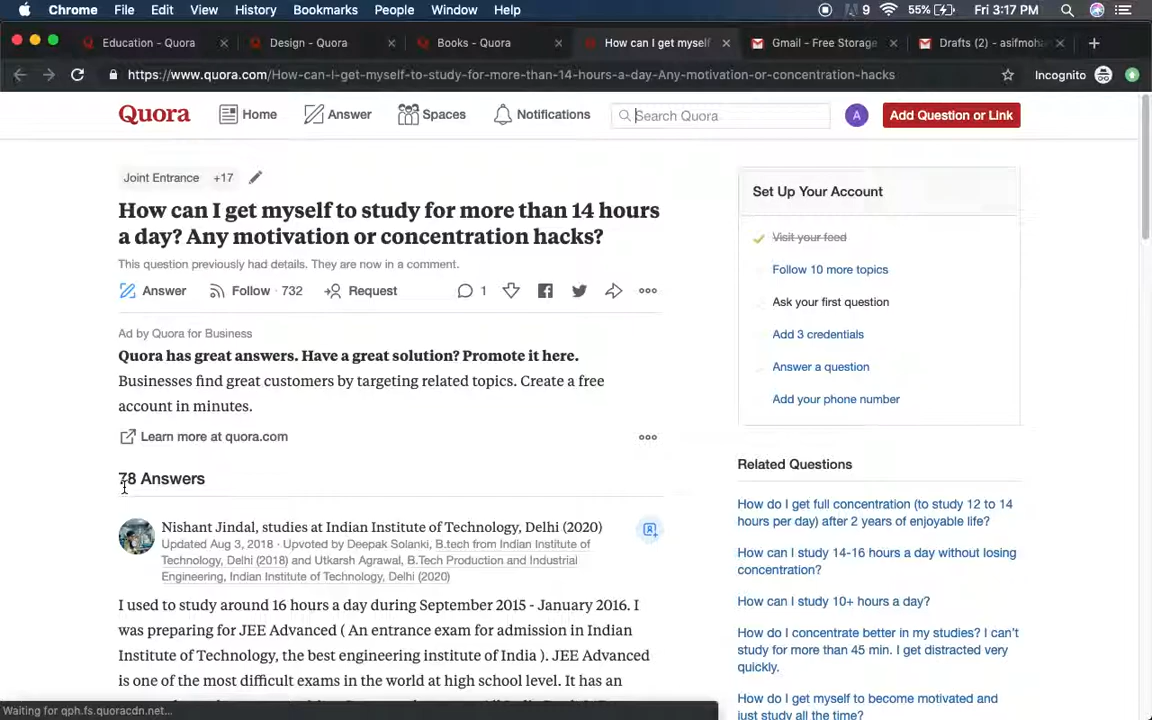 Chrome File Edit View History Bookmarks People Window Help 9 55% Fri 3:17 PM
Education - Quora Design - Quora Books - Quora How can I get myself Gmail - Free Storage Drafts (2) - asifmoha
https://www.quora.com/How-can-I-get-myself-to-study-for-more-than-14-hours-a-day-Any-motivation-or-concentration-hacks Incognito
Quora Home Answer Spaces Notifications Search Quora A Add Question or Link
Joint Entrance +17
How can I get myself to study for more than 14 hours
a day? Any motivation or concentration hacks?
This question previously had details. They are now in a comment.
Answer Follow · 732 Request 1
Ad by Quora for Business
Quora has great answers. Have a great solution? Promote it here.
Businesses find great customers by targeting related topics. Create a free
account in minutes.
Learn more at quora.com
78 Answers
Nishant Jindal, studies at Indian Institute of Technology, Delhi (2020)
Updated Aug 3, 2018 · Upvoted by Deepak Solanki, B.tech from Indian Institute of
Technology, Delhi (2018) and Utkarsh Agrawal, B.Tech Production and Industrial
Engineering, Indian Institute of Technology, Delhi (2020)
I used to study around 16 hours a day during September 2015 - January 2016. I
was preparing for JEE Advanced ( An entrance exam for admission in Indian
Institute of Technology, the best engineering institute of India ). JEE Advanced
is one of the most difficult exams in the world at high school level. It has an
Set Up Your Account
Visit your feed
Follow 10 more topics
Ask your first question
Add 3 credentials
Answer a question
Add your phone number
Related Questions
How do I get full concentration (to study 12 to 14
hours per day) after 2 years of enjoyable life?
How can I study 14-16 hours a day without losing
concentration?
How can I study 10+ hours a day?
How do I concentrate better in my studies? I can't
study for more than 45 min. I get distracted very
quickly.
How do I get myself to become motivated and
just study all the time?
Waiting for qph.fs.quoracdn.net...